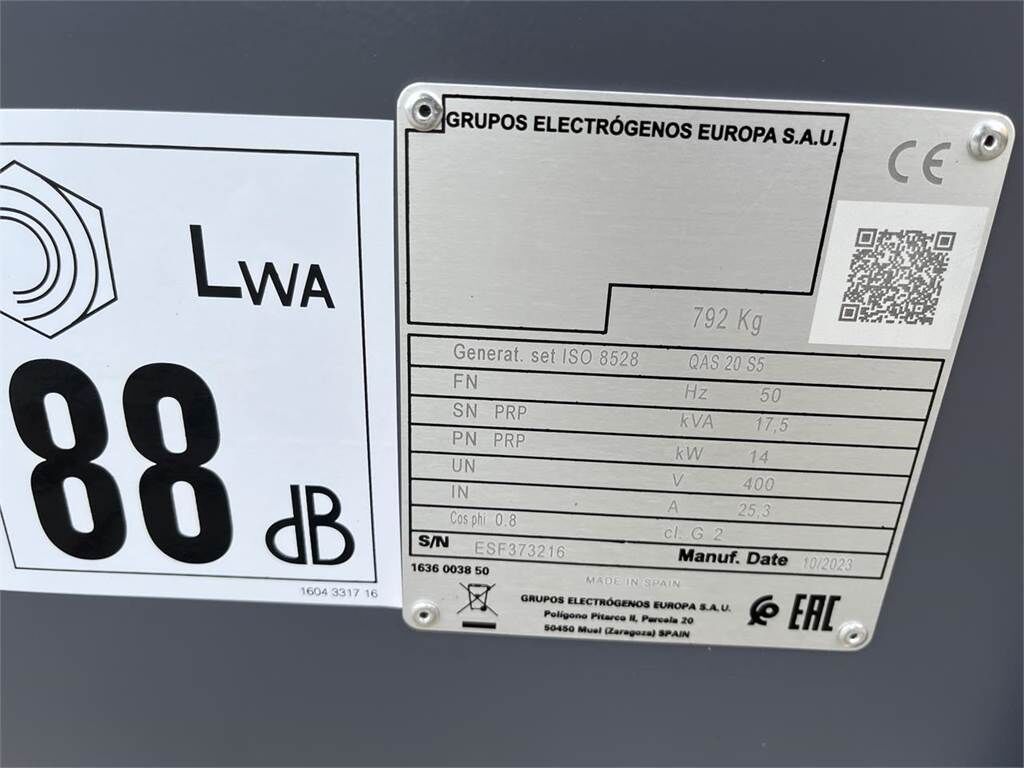 LWA
88 dB
1604 3317 16
GRUPOS ELECTRÓGENOS EUROPA S.A.U.
CE
792 Kg
Generat. set ISO 8528 QAS 20 S5
FN Hz 50
SN PRP kVA 17,5
PN PRP kW 14
UN V 400
IN A 25,3
Cos phi 0.8 cl. G 2
S/N ESF373216 Manuf. Date 10/2023
1636 0038 50
MADE IN SPAIN
GRUPOS ELECTRÓGENOS EUROPA S.A.U.
Polígono Pitarco II, Parcela 20
50450 Muel (Zaragoza) SPAIN
EAC